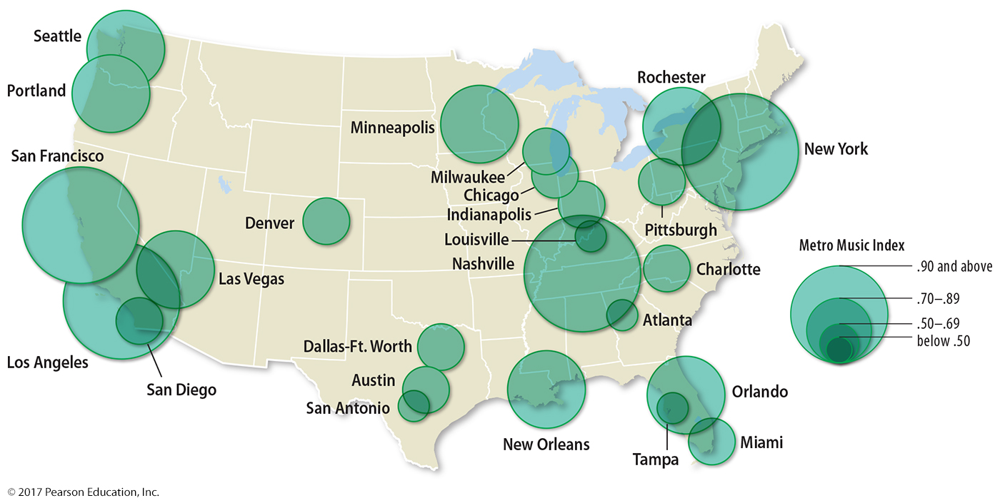 Seattle
Portland
San Francisco
Las Vegas
Los Angeles
San Diego
Denver
Minneapolis
Milwaukee
Chicago
Indianapolis
Louisville
Nashville
Rochester
New York
Pittsburgh
Charlotte
Atlanta
Dallas-Ft. Worth
Austin
San Antonio
New Orleans
Orlando
Miami
Tampa
Metro Music Index
.90 and above
.70–.89
.50–.69
below .50
© 2017 Pearson Education, Inc.